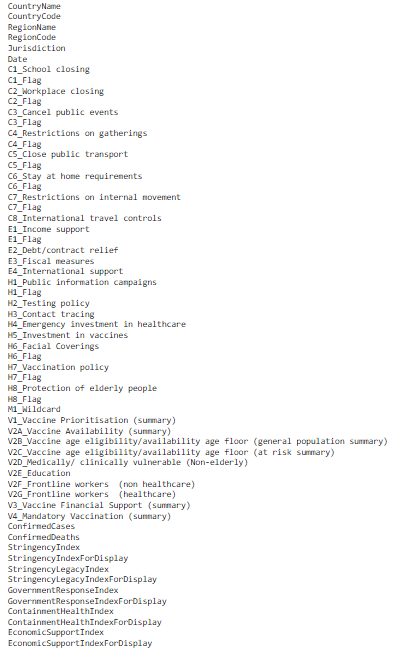 CountryName
CountryCode
RegionName
RegionCode
Jurisdiction
Date
C1_School closing
C1_Flag
C2_Workplace closing
C2_Flag
C3_Cancel public events
C3_Flag
C4_Restrictions on gatherings
C4_Flag
C5_Close public transport
C5_Flag
C6_Stay at home requirements
C6_Flag
C7_Restrictions on internal movement
C7_Flag
C8_International travel controls
E1_Income support
E1_Flag
E2_Debt/contract relief
E3_Fiscal measures
E4_International support
H1_Public information campaigns
H1_Flag
H2_Testing policy
H3_Contact tracing
H4_Emergency investment in healthcare
H5_Investment in vaccines
H6_Facial Coverings
H6_Flag
H7_Vaccination policy
H7_Flag
H8_Protection of elderly people
H8_Flag
M1_Wildcard
V1_Vaccine Prioritisation (summary)
V2A_Vaccine Availability (summary)
V2B_Vaccine age eligibility/availability age floor (general population summary)
V2C_Vaccine age eligibility/availability age floor (at risk summary)
V2D_Medically/ clinically vulnerable (Non-elderly)
V2E_Education
V2F_Frontline workers  (non healthcare)
V2G_Frontline workers  (healthcare)
V3_Vaccine Financial Support (summary)
V4_Mandatory Vaccination (summary)
ConfirmedCases
ConfirmedDeaths
StringencyIndex
StringencyIndexForDisplay
StringencyLegacyIndex
StringencyLegacyIndexForDisplay
GovernmentResponseIndex
GovernmentResponseIndexForDisplay
ContainmentHealthIndex
ContainmentHealthIndexForDisplay
EconomicSupportIndex
EconomicSupportIndexForDisplay